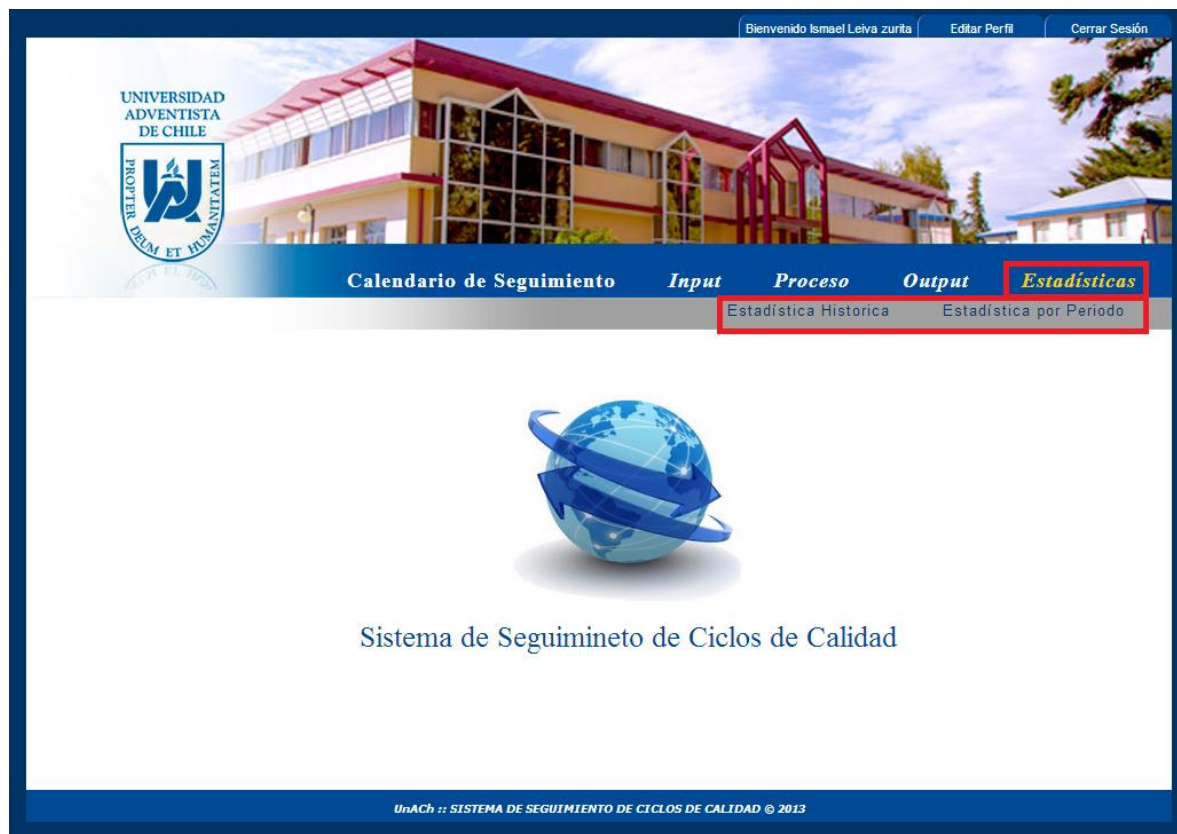 Bienvenido Ismael Leiva zurita Editar Perfil Cerrar Sesión
UNIVERSIDAD
ADVENTISTA
DE CHILE
PROPTER DEUM ET HUMANITATEM
Calendario de Seguimiento Input Proceso Output Estadísticas
Estadística Historica Estadística por Periodo
Sistema de Seguimineto de Ciclos de Calidad
UnACh :: SISTEMA DE SEGUIMIENTO DE CICLOS DE CALIDAD © 2013